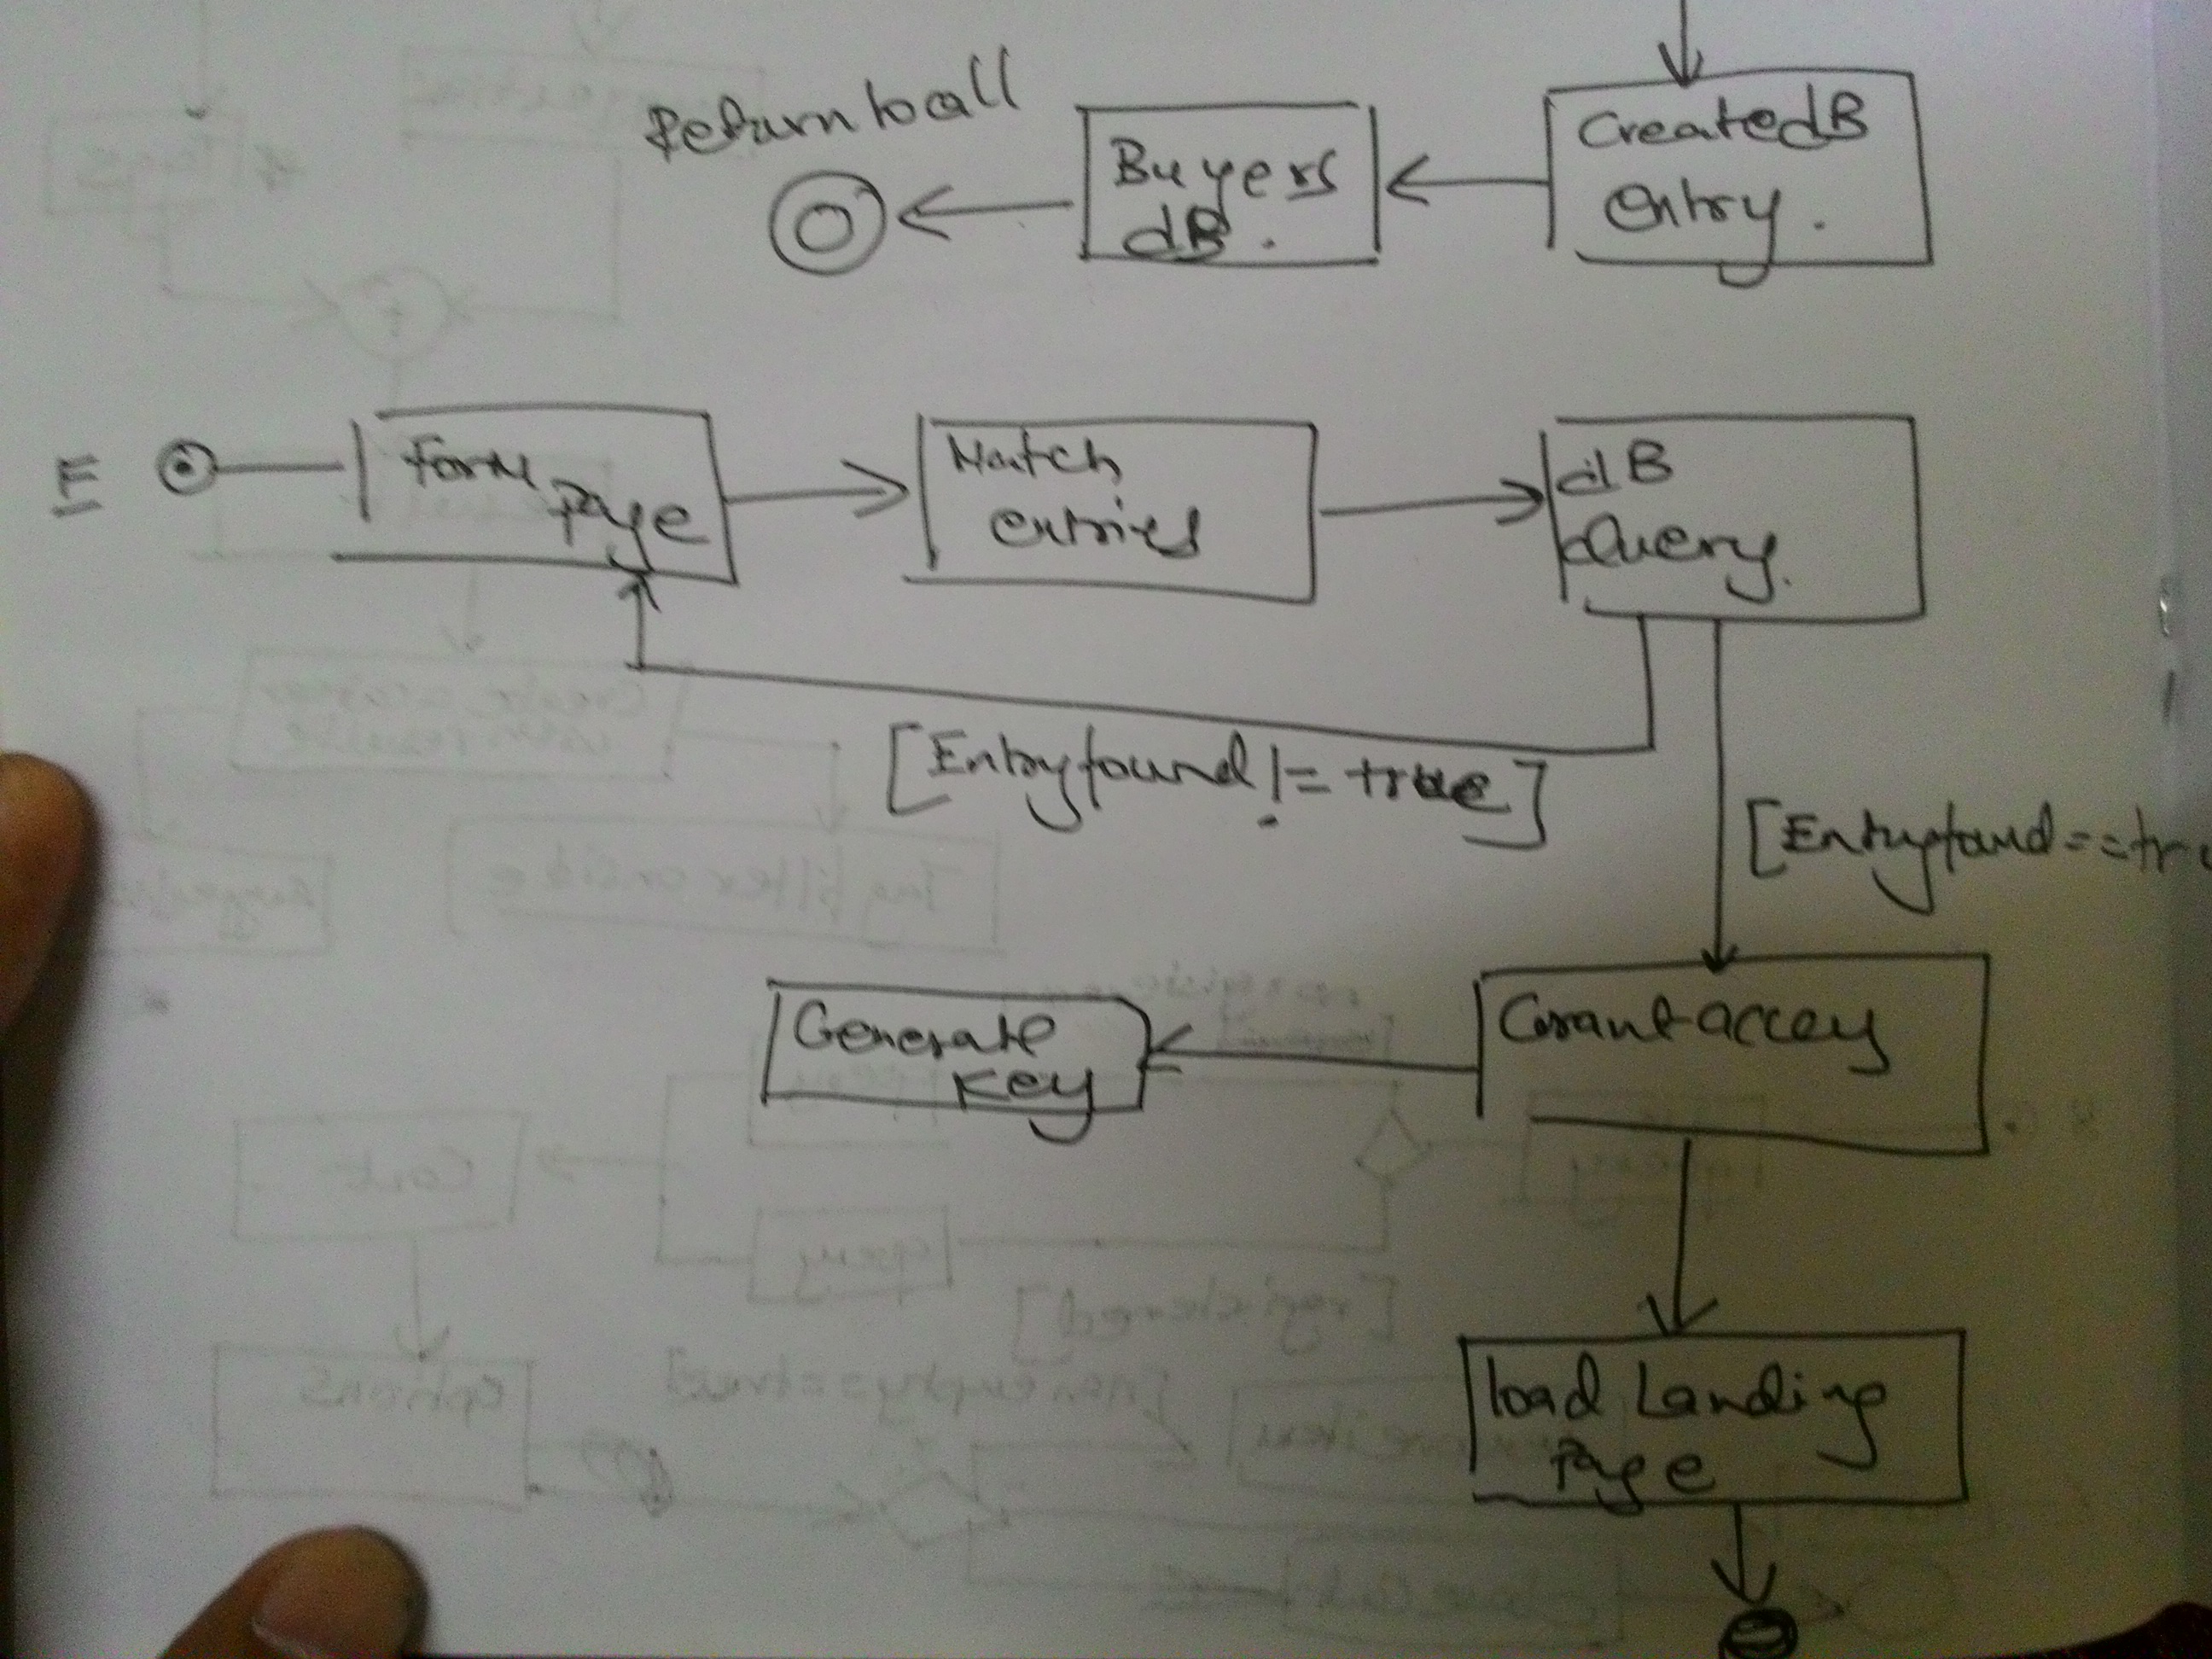 Return to call
Buyers
dB.
Create dB
entry.
E
form
page
Match
entries
dB
Query.
[Entryfound != true]
[Entryfound==tr
Generate
Key
Grant access
load Landing
Page